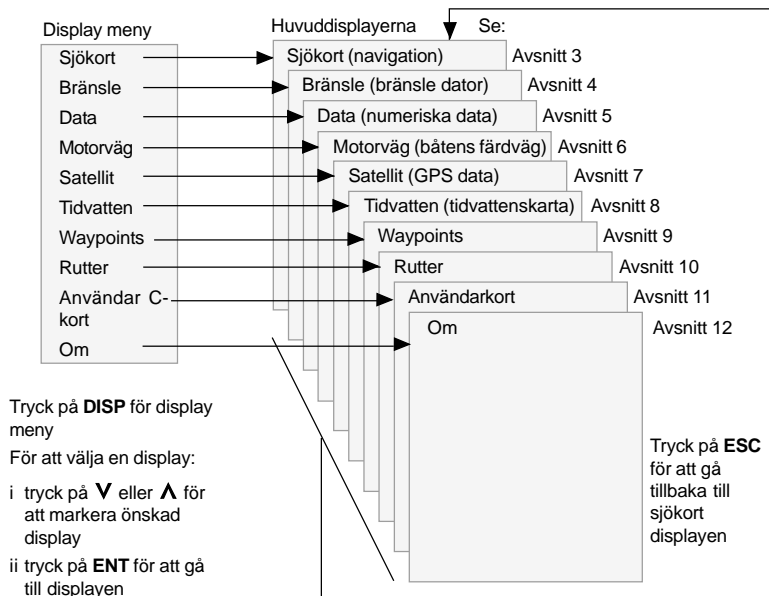 Display meny
Sjökort
Bränsle
Data
Motorväg
Satellit
Tidvatten
Waypoints
Rutter
Användar C-
kort
Om
Huvuddisplayerna Se:
Sjökort (navigation) Avsnitt 3
Bränsle (bränsle dator) Avsnitt 4
Data (numeriska data) Avsnitt 5
Motorväg (båtens färdväg) Avsnitt 6
Satellit (GPS data) Avsnitt 7
Tidvatten (tidvattenskarta) Avsnitt 8
Waypoints Avsnitt 9
Rutter Avsnitt 10
Användarkort Avsnitt 11
Om Avsnitt 12
Tryck på DISP för display
meny
För att välja en display:
i tryck på V eller Λ för
att markera önskad
display
ii tryck på ENT för att gå
till displayen
Tryck på ESC
för att gå
tillbaka till
sjökort
displayen